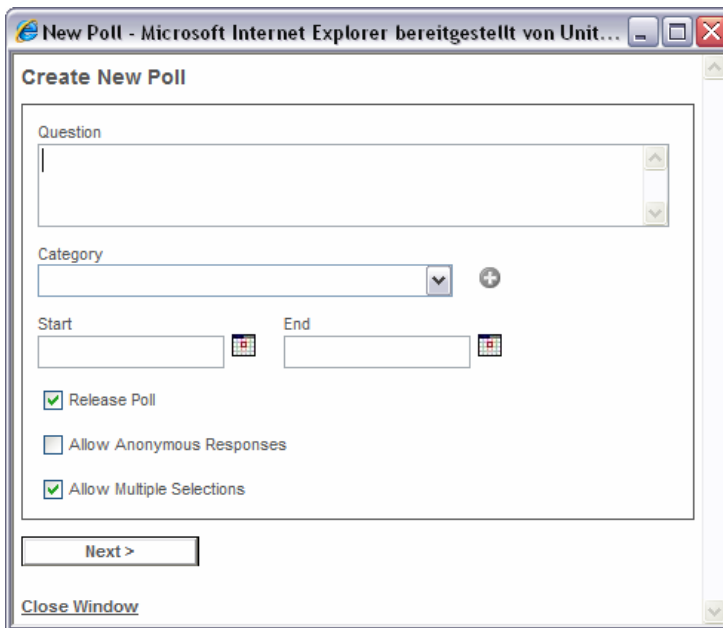 New Poll - Microsoft Internet Explorer bereitgestellt von Unit...
Create New Poll
Question
Category
Start End
Release Poll
Allow Anonymous Responses
Allow Multiple Selections
Next >
Close Window